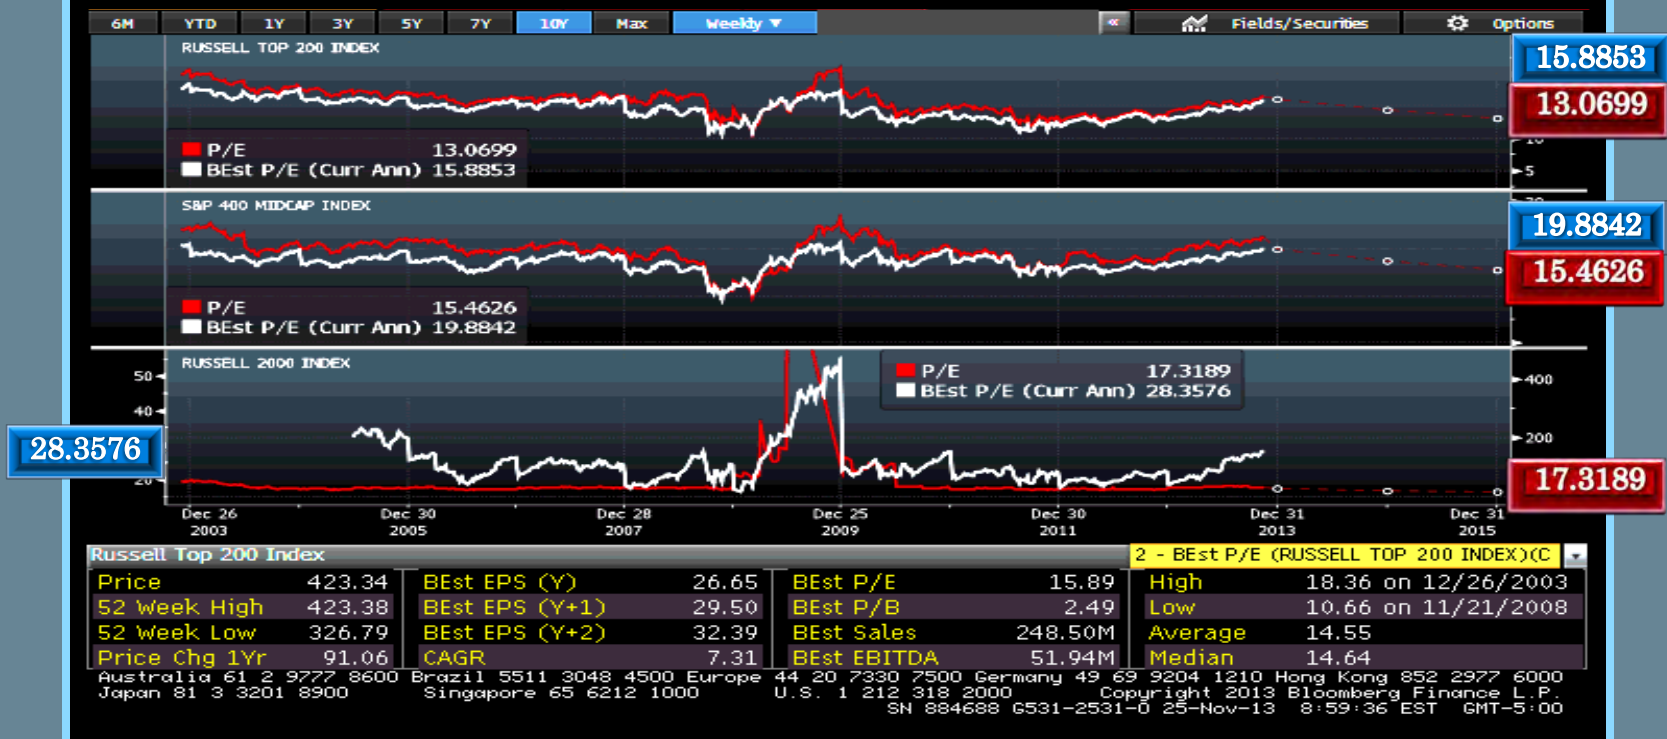 6M YTD 1Y 3Y 5Y 7Y 10Y Max Weekly ▼ « Fields/Securities Options
RUSSELL TOP 200 INDEX
15.8853
13.0699
P/E 13.0699
BEst P/E (Curr Ann) 15.8853
10
5
S&P 400 MIDCAP INDEX
19.8842
15.4626
P/E 15.4626
BEst P/E (Curr Ann) 19.8842
RUSSELL 2000 INDEX
P/E 17.3189
BEst P/E (Curr Ann) 28.3576
50
400
40
200
28.3576
20
17.3189
Dec 26 Dec 30 Dec 28 Dec 25 Dec 30 Dec 31 Dec 31
2003 2005 2007 2009 2011 2013 2015
Russell Top 200 Index 2 - BEst P/E (RUSSELL TOP 200 INDEX)(C
Price 423.34 BEst EPS (Y) 26.65 BEst P/E 15.89 High 18.36 on 12/26/2003
52 Week High 423.38 BEst EPS (Y+1) 29.50 BEst P/B 2.49 Low 10.66 on 11/21/2008
52 Week Low 326.79 BEst EPS (Y+2) 32.39 BEst Sales 248.50M Average 14.55
Price Chg 1Yr 91.06 CAGR 7.31 BEst EBITDA 51.94M Median 14.64
Australia 61 2 9777 8600 Brazil 5511 3048 4500 Europe 44 20 7330 7500 Germany 49 69 9204 1210 Hong Kong 852 2977 6000
Japan 81 3 3201 8900 Singapore 65 6212 1000 U.S. 1 212 318 2000 Copyright 2013 Bloomberg Finance L.P.
SN 884688 G531-2531-0 25-Nov-13 8:59:36 EST GMT-5:00